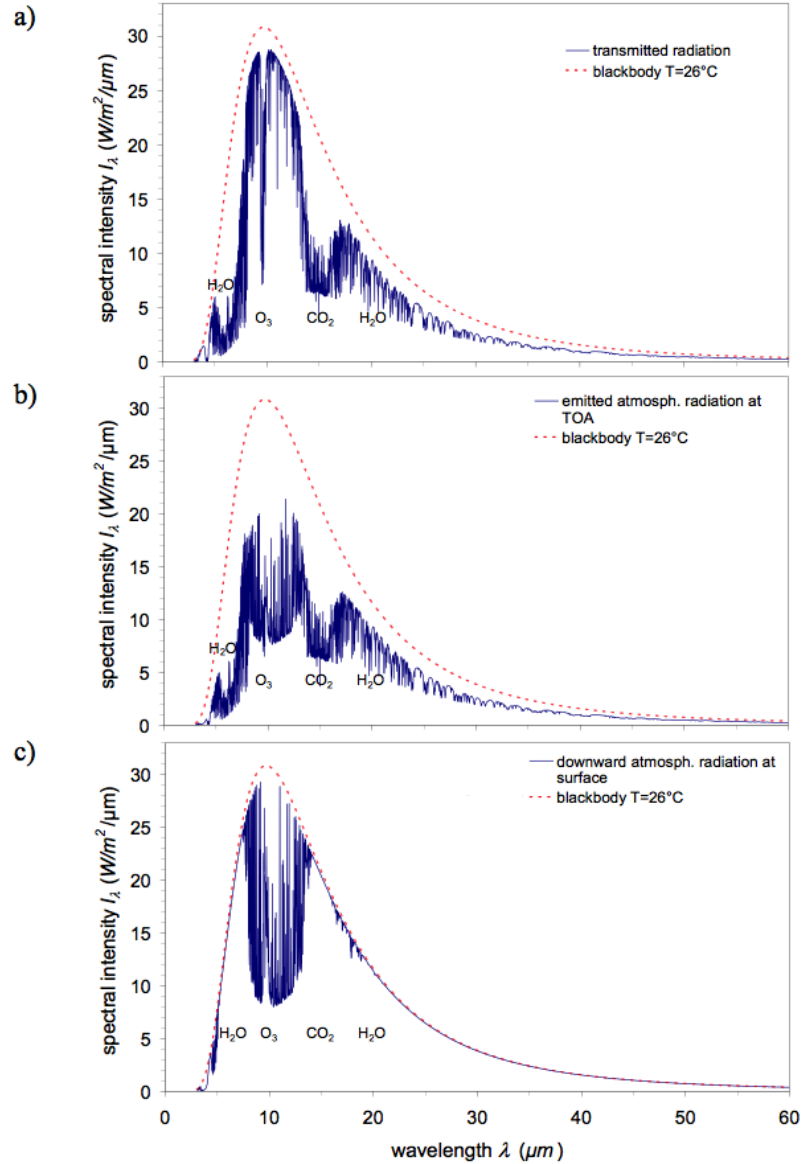 a)
spectral intensity Iλ (W/m²/µm)
30
25
20
15
10
5
0
transmitted radiation
blackbody T=26°C
H₂O
O₃
CO₂
H₂O
b)
spectral intensity Iλ (W/m²/µm)
30
25
20
15
10
5
0
emitted atmosph. radiation at
TOA
blackbody T=26°C
H₂O
O₃
CO₂
H₂O
c)
spectral intensity Iλ (W/m²/µm)
30
25
20
15
10
5
0
downward atmosph. radiation at
surface
blackbody T=26°C
H₂O O₃ CO₂ H₂O
0 10 20 30 40 50 60
wavelength λ (µm)